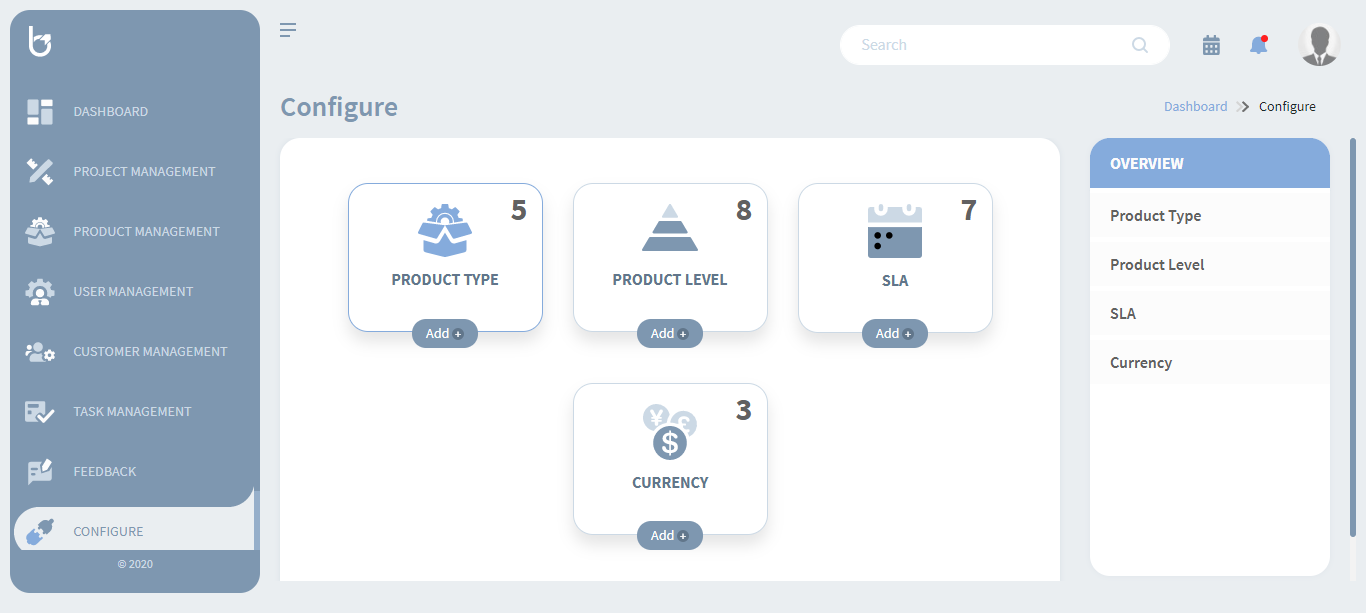 DASHBOARD
PROJECT MANAGEMENT
PRODUCT MANAGEMENT
USER MANAGEMENT
CUSTOMER MANAGEMENT
TASK MANAGEMENT
FEEDBACK
CONFIGURE
© 2020
Search
Configure
Dashboard Configure
5
PRODUCT TYPE
Add +
8
PRODUCT LEVEL
Add +
7
SLA
Add +
¥ £ $
3
CURRENCY
Add +
OVERVIEW
Product Type
Product Level
SLA
Currency